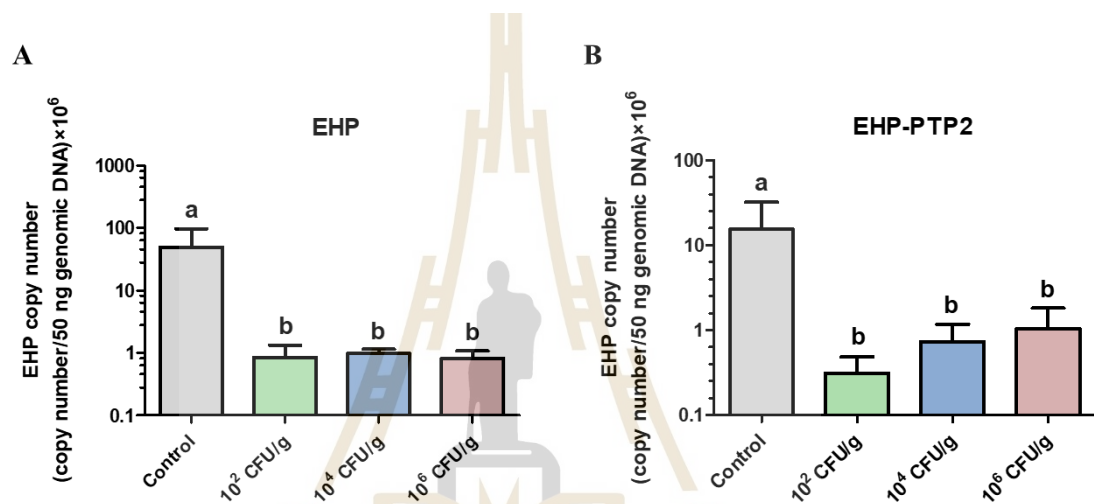 A
EHP
EHP copy number
(copy number/50 ng genomic DNA)×10⁶
1000
100
10
1
0.1
a
b
b
b
Control
10² CFU/g
10⁴ CFU/g
10⁶ CFU/g
B
EHP-PTP2
EHP copy number
(copy number/50 ng genomic DNA)×10⁶
100
10
1
0.1
a
b
b
b
Control
10² CFU/g
10⁴ CFU/g
10⁶ CFU/g